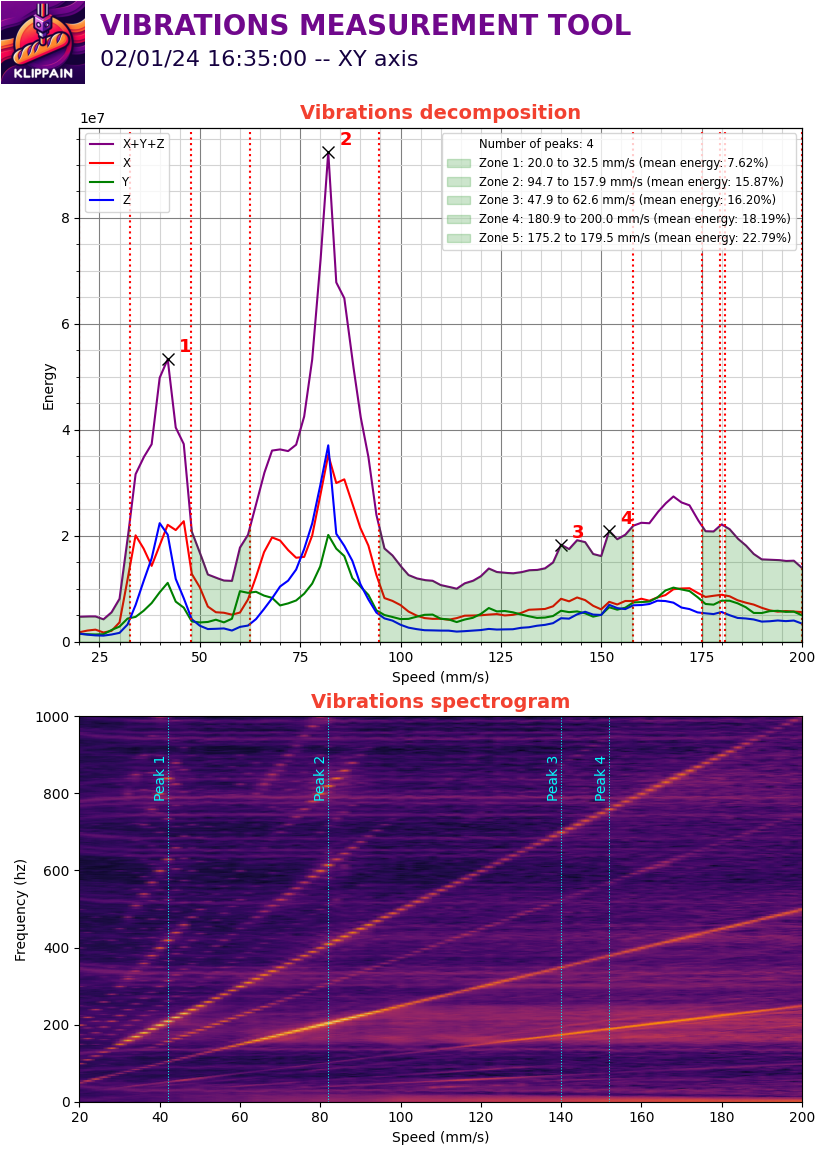 KLIPPAIN
VIBRATIONS MEASUREMENT TOOL
02/01/24 16:35:00 -- XY axis
Vibrations decomposition
1e7
X+Y+Z
X
Y
Z
Number of peaks: 4
Zone 1: 20.0 to 32.5 mm/s (mean energy: 7.62%)
Zone 2: 94.7 to 157.9 mm/s (mean energy: 15.87%)
Zone 3: 47.9 to 62.6 mm/s (mean energy: 16.20%)
Zone 4: 180.9 to 200.0 mm/s (mean energy: 18.19%)
Zone 5: 175.2 to 179.5 mm/s (mean energy: 22.79%)
1
2
3
4
Energy
8
6
4
2
0
25 50 75 100 125 150 175 200
Speed (mm/s)
Vibrations spectrogram
Frequency (hz)
1000
800
600
400
200
0
Peak 1
Peak 2
Peak 3
Peak 4
20 40 60 80 100 120 140 160 180 200
Speed (mm/s)